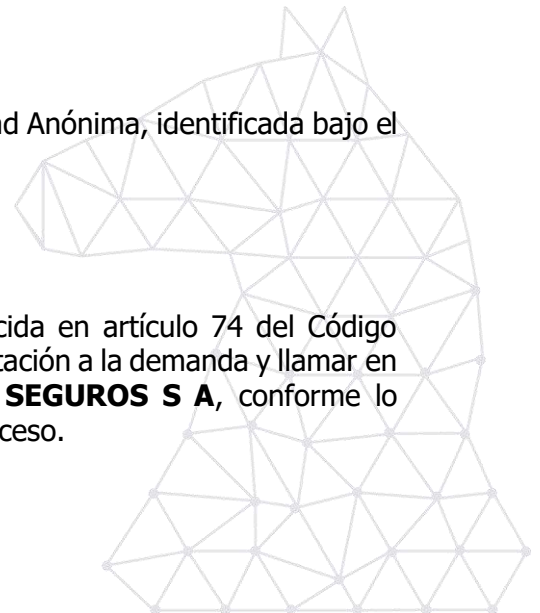 ad Anónima, identificada bajo el
cida en artículo 74 del Código
tación a la demanda y llamar en
SEGUROS S A, conforme lo
ceso.